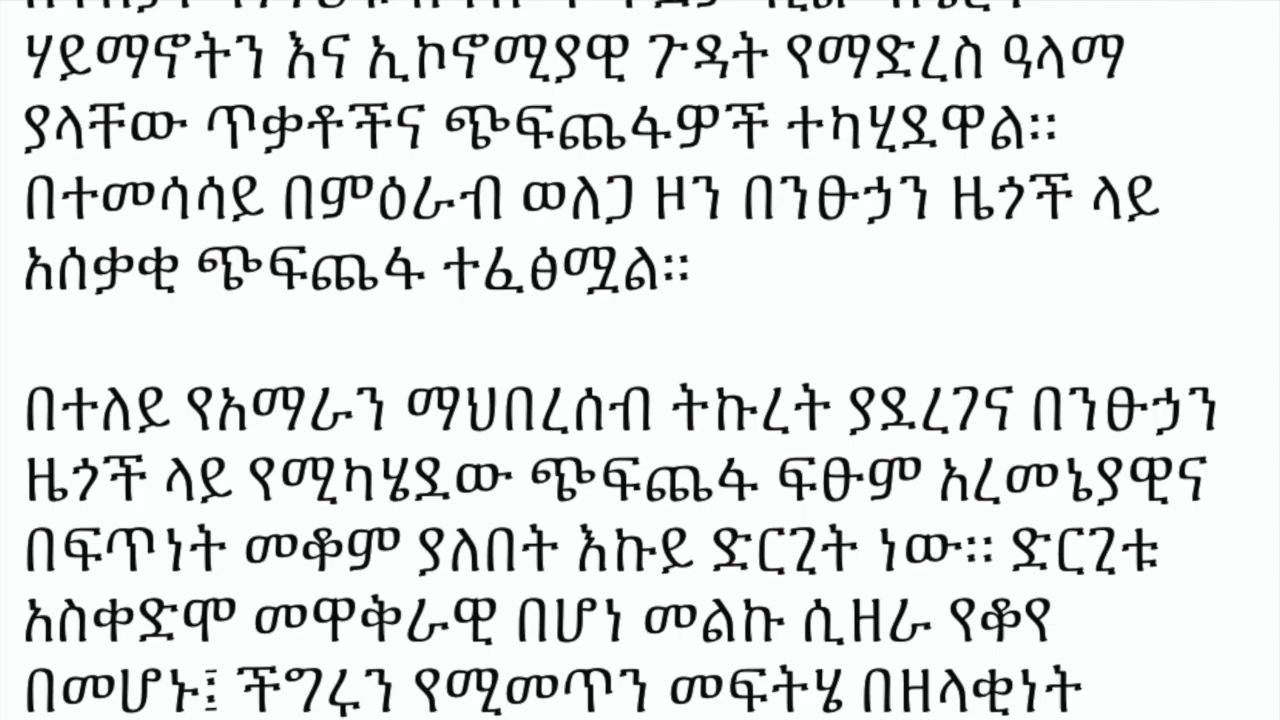 ሃይማኖትን እና ኢኮኖሚያዊ ጉዳት የማድረስ ዓላማ
ያላቸው ጥቃቶችና ጭፍጨፋዎች ተካሂደዋል።
በተመሳሳይ በምዕራብ ወለጋ ዞን በንፁኃን ዜጎች ላይ
አሰቃቂ ጭፍጨፋ ተፈፅሟል።
በተለይ የአማራን ማህበረሰብ ትኩረት ያደረገና በንፁኃን
ዜጎች ላይ የሚካሄደው ጭፍጨፋ ፍፁም አረመኔያዊና
በፍጥነት መቆም ያለበት እኩይ ድርጊት ነው። ድርጊቱ
አስቀድሞ መዋቅራዊ በሆነ መልኩ ሲዘራ የቆየ
በመሆኑ፤ ችግሩን የሚመጥን መፍትሄ በዘላቂነት